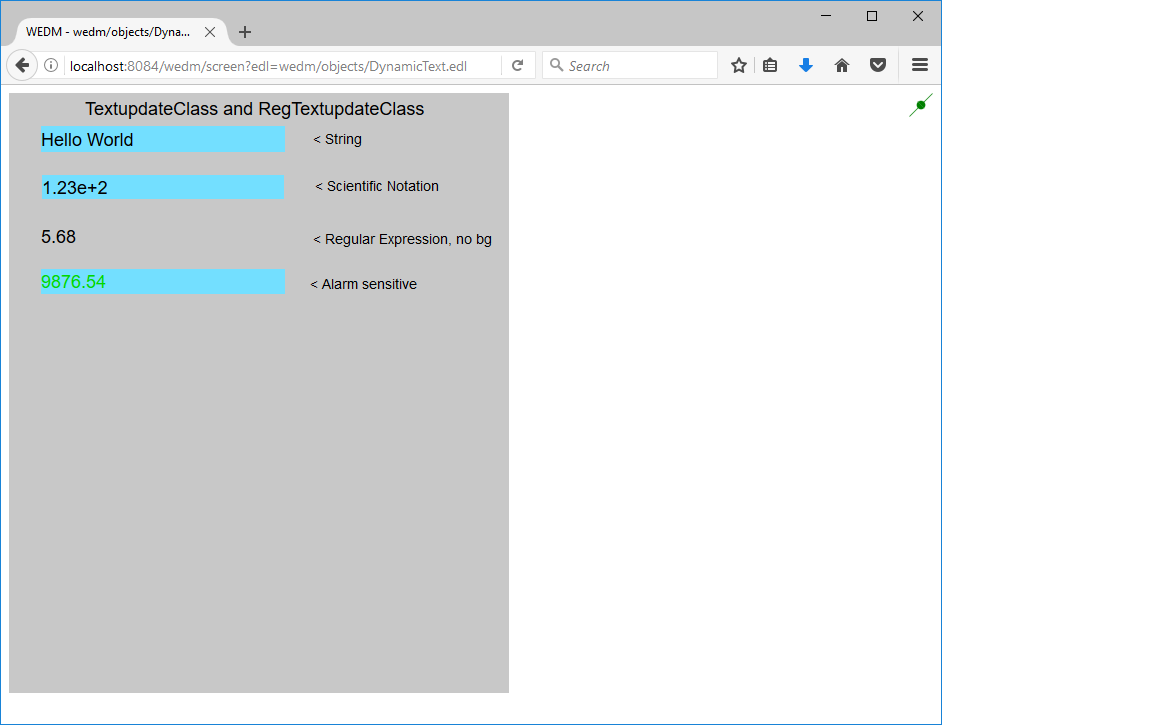 WEDM - wedm/objects/Dyna...
localhost:8084/wedm/screen?edl=wedm/objects/DynamicText.edl
Search
TextupdateClass and RegTextupdateClass
Hello World
< String
1.23e+2
< Scientific Notation
5.68
< Regular Expression, no bg
9876.54
< Alarm sensitive